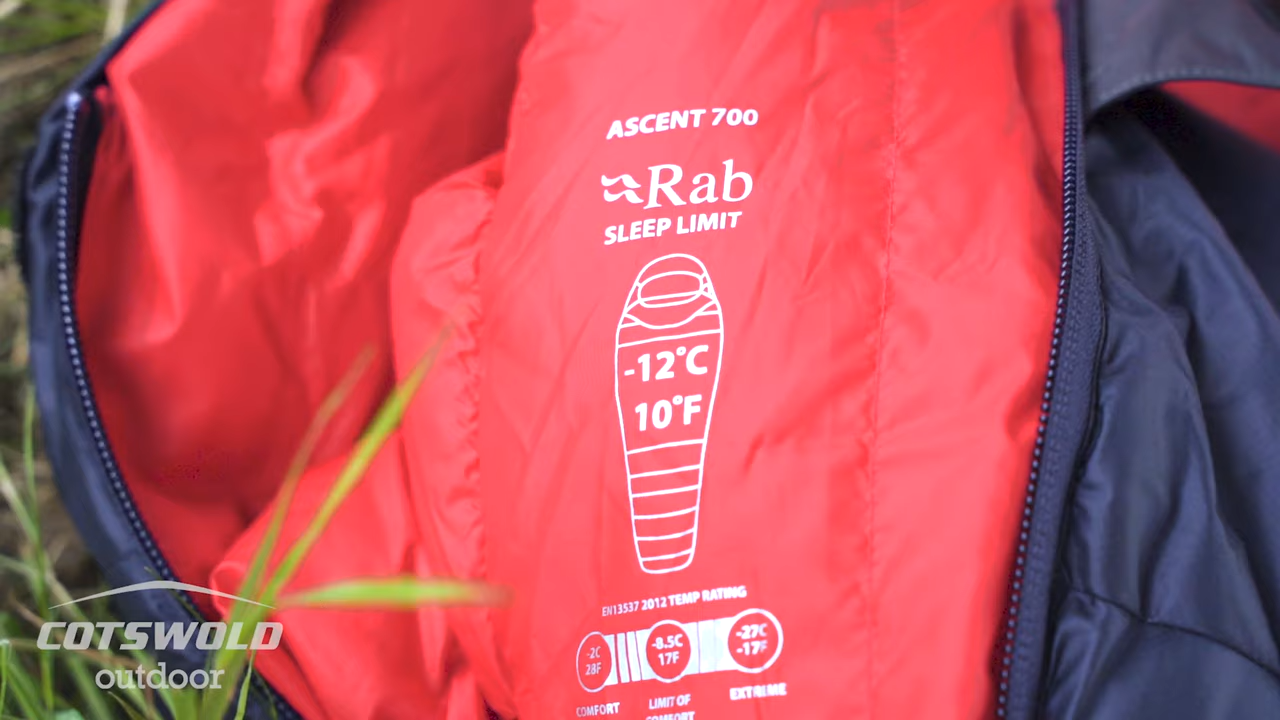 ASCENT 700
Rab
SLEEP LIMIT
-12°C
10°F
EN13537 2012 TEMP RATING
-2C
28F
-8.5C
17F
-27C
-17F
COMFORT
LIMIT OF
COMFORT
EXTREME
COTSWOLD
outdoor